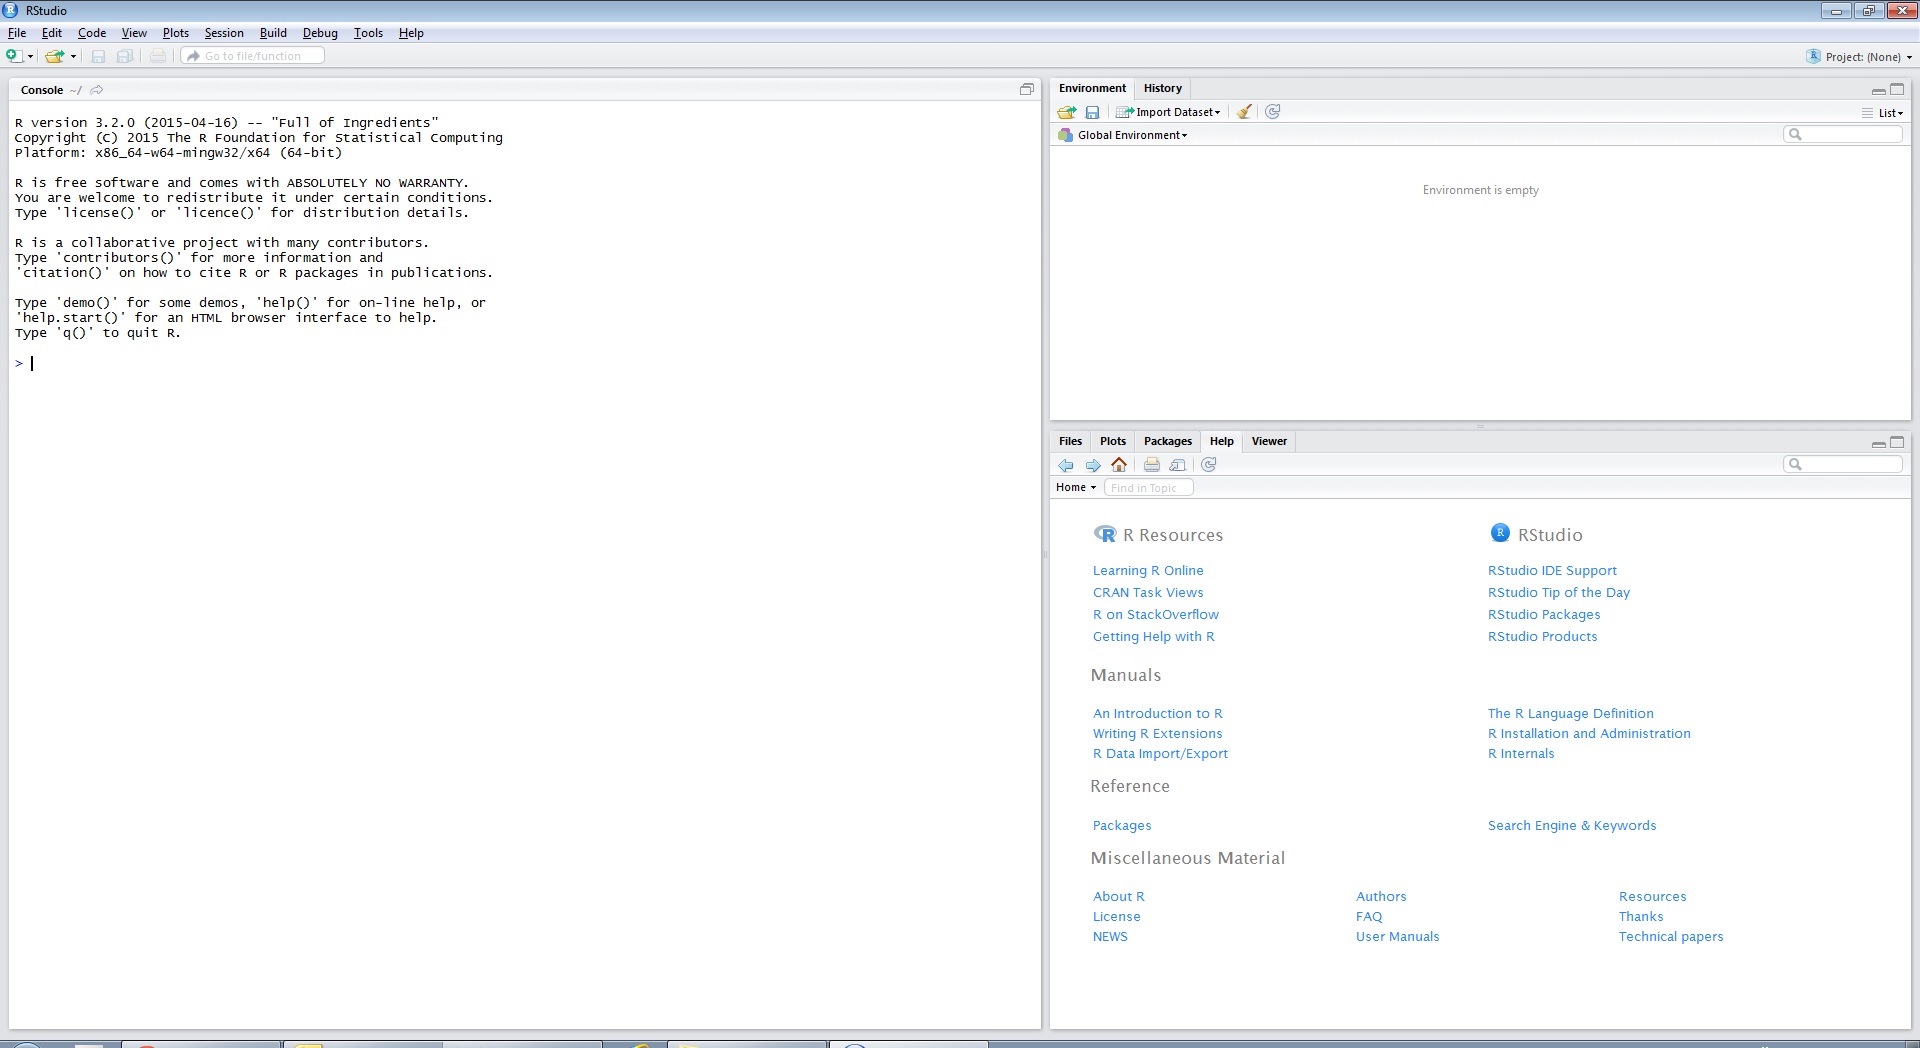 RStudio
File Edit Code View Plots Session Build Debug Tools Help
Go to file/function
Project: (None)
Console ~/
R version 3.2.0 (2015-04-16) -- "Full of Ingredients"
Copyright (C) 2015 The R Foundation for Statistical Computing
Platform: x86_64-w64-mingw32/x64 (64-bit)
R is free software and comes with ABSOLUTELY NO WARRANTY.
You are welcome to redistribute it under certain conditions.
Type 'license()' or 'licence()' for distribution details.
R is a collaborative project with many contributors.
Type 'contributors()' for more information and
'citation()' on how to cite R or R packages in publications.
Type 'demo()' for some demos, 'help()' for on-line help, or
'help.start()' for an HTML browser interface to help.
Type 'q()' to quit R.
>
Environment History
Import Dataset
List
Global Environment
Environment is empty
Files Plots Packages Help Viewer
Home Find in Topic
R Resources
Learning R Online
CRAN Task Views
R on StackOverflow
Getting Help with R
RStudio
RStudio IDE Support
RStudio Tip of the Day
RStudio Packages
RStudio Products
Manuals
An Introduction to R
Writing R Extensions
R Data Import/Export
The R Language Definition
R Installation and Administration
R Internals
Reference
Packages
Search Engine & Keywords
Miscellaneous Material
About R
License
NEWS
Authors
FAQ
User Manuals
Resources
Thanks
Technical papers